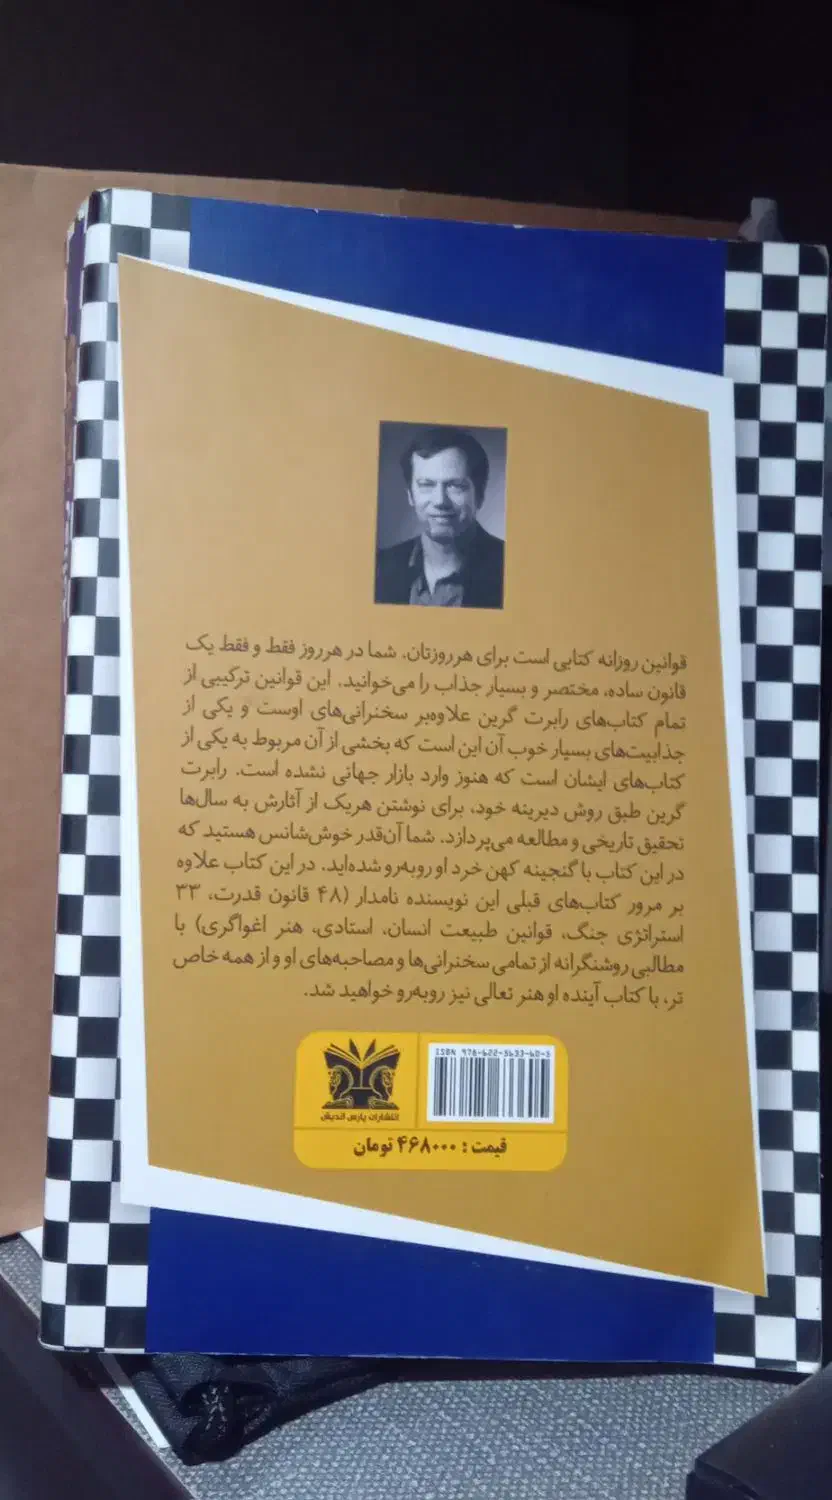 قوانین روزانه کتابی است برای هرروزتان. شما در هرروز فقط و فقط یک
قانون ساده، مختصر و بسیار جذاب را می‌خوانید. این قوانین ترکیبی از
تمام کتاب‌های رابرت گرین علاوه‌بر سخنرانی‌های اوست و یکی از
جذابیت‌های بسیار خوب آن این است که بخشی از آن مربوط به یکی از
کتاب‌های ایشان است که هنوز وارد بازار جهانی نشده است. رابرت
گرین طبق روش دیرینه خود، برای نوشتن هریک از آثارش به سال‌ها
تحقیق تاریخی و مطالعه می‌پردازد. شما آن‌قدر خوش‌شانس هستید که
در این کتاب با گنجینه کهن خرد او روبه‌رو شده‌اید. در این کتاب علاوه
بر مرور کتاب‌های قبلی این نویسنده نامدار (۴۸ قانون قدرت، ۳۳
استراتژی جنگ، قوانین طبیعت انسان، استادی، هنر اغواگری) با
مطالبی روشنگرانه از تمامی سخنرانی‌ها و مصاحبه‌های او و از همه خاص
تر، با کتاب آینده او هنر تعالی نیز روبه‌رو خواهید شد.
ISBN 978-622-5633-60-5
انتشارات پارس اندیش
قیمت : ۴۶۸۰۰۰ تومان